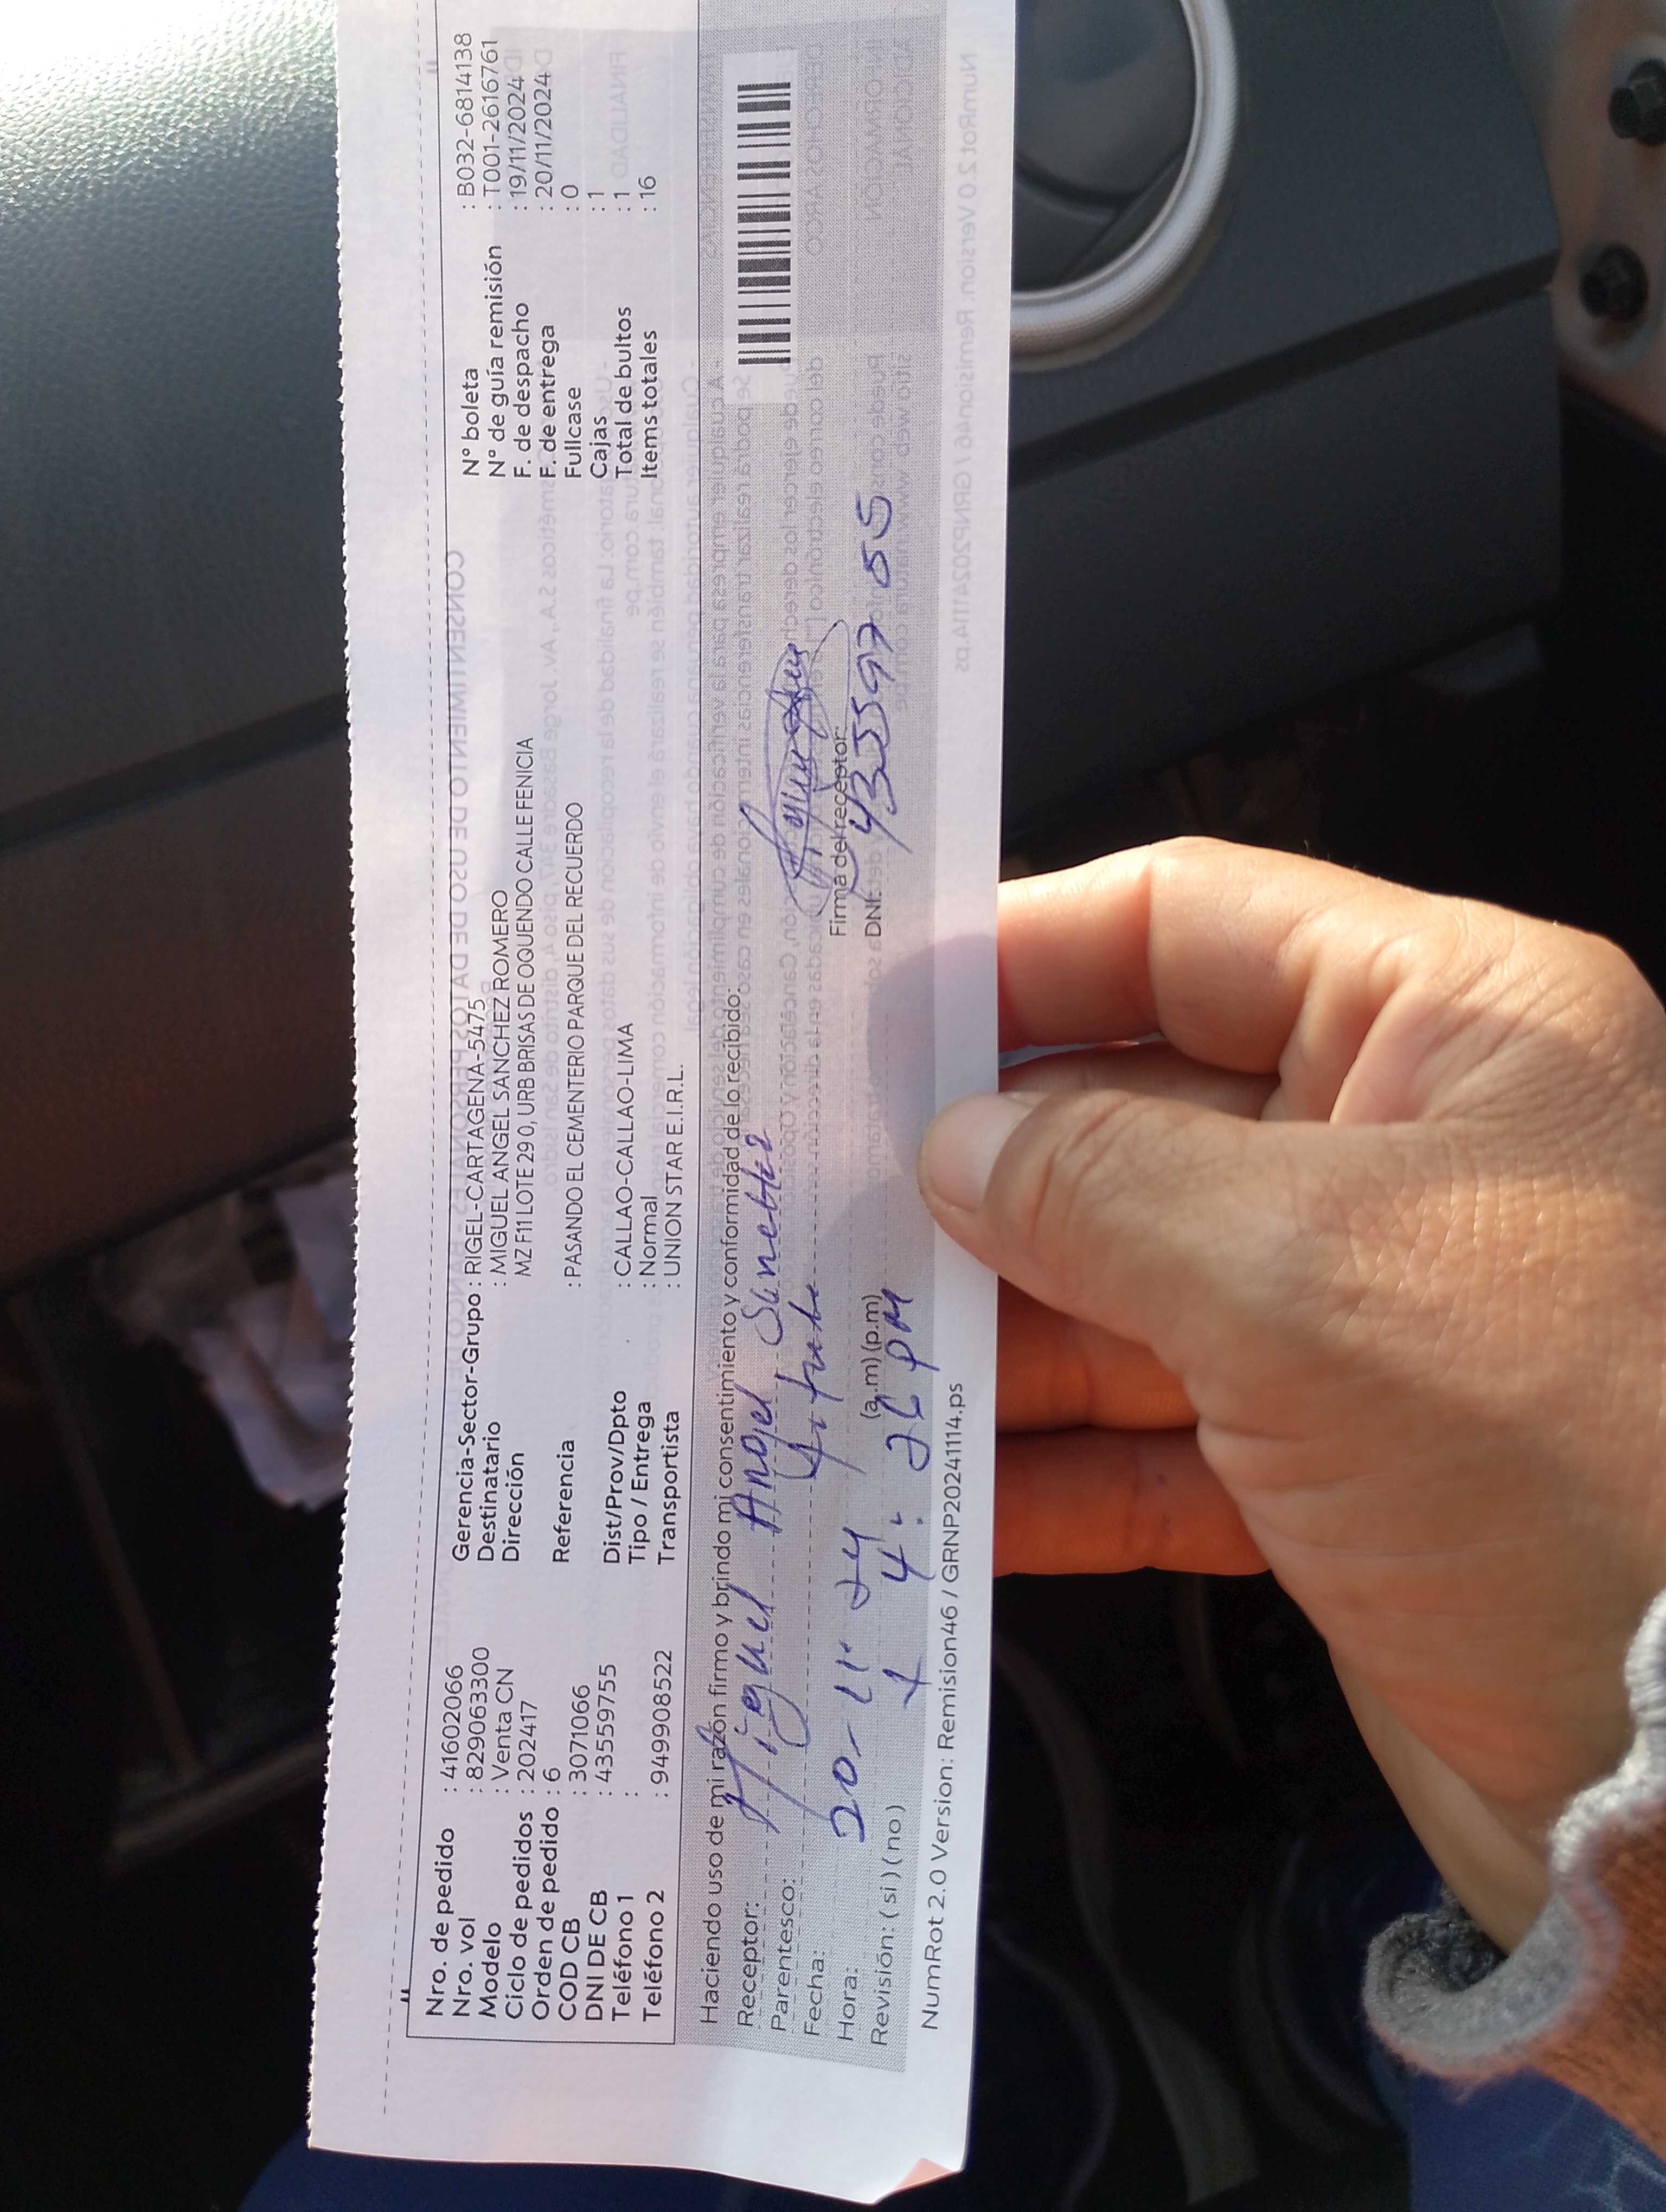 Nro. de pedido : 41602066
Nro. vol : 829063300
Modelo : Venta CN
Ciclo de pedidos : 202417
Orden de pedido : 6
COD CB : 3071066
DNI DE CB : 43559755
Teléfono 1 :
Teléfono 2 : 949908522
Gerencia-Sector-Grupo : RIGEL-CARTAGENA-5475
Destinatario : MIGUEL ANGEL SANCHEZ ROMERO
Dirección MZ F11 LOTE 29 0, URB BRISAS DE OQUENDO CALLE FENICIA
Referencia : PASANDO EL CEMENTERIO PARQUE DEL RECUERDO
Dist/Prov/Dpto : CALLAO-CALLAO-LIMA
Tipo / Entrega : Normal
Transportista : UNION STAR E.I.R.L.
N° boleta : B032-6814138
N° de guía remisión : T001-2616761
F. de despacho : 19/11/2024
F. de entrega : 20/11/2024
Fullcase : 0
Cajas : 1
Total de bultos : 1
Items totales : 16
Haciendo uso de mi razón firmo y brindo mi consentimiento y conformidad de lo recibido:
Receptor: Miguel Angel Sanchez
Parentesco:
Fecha: 20-11-24
Hora: 4:26 PM (a.m) (p.m)
Revisión: ( si ) ( no )
Firma del receptor
DNI: 43559755
NumRot 2.0 Version: Remision46 / GRNP20241114.ps